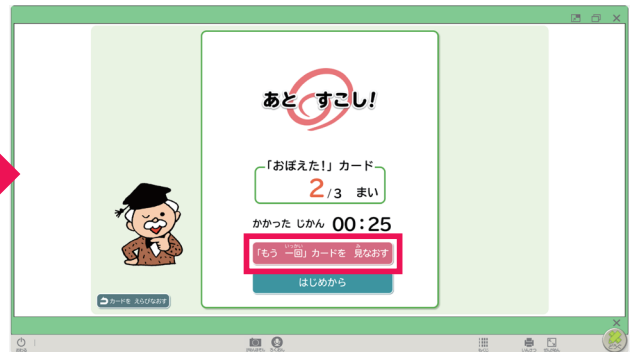 あと すこし!
「おぼえた!」カード
2/3 まい
かかった じかん 00:25
「もう 一回」カードを 見なおす
はじめから
カードを えらびなおす